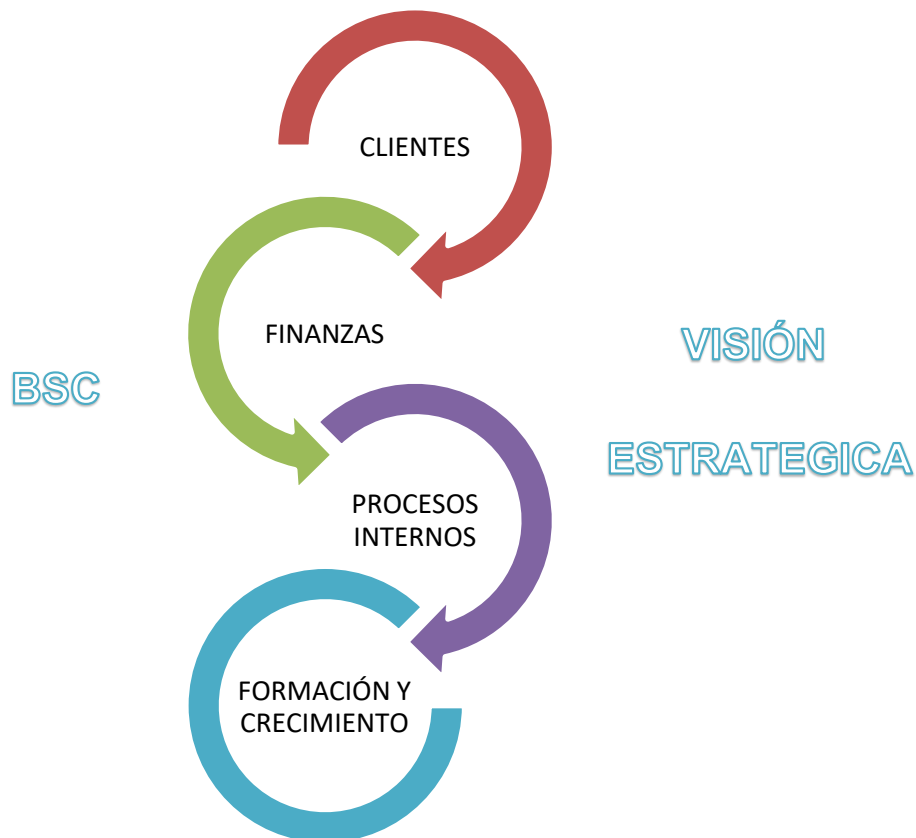 CLIENTES
FINANZAS
VISIÓN
BSC
ESTRATEGICA
PROCESOS
INTERNOS
FORMACIÓN Y
CRECIMIENTO